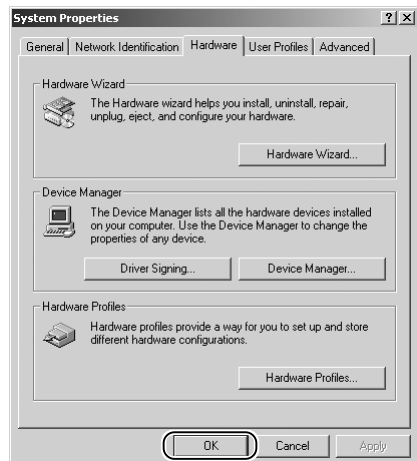 System Properties
General Network Identification Hardware User Profiles Advanced
Hardware Wizard
The Hardware wizard helps you install, uninstall, repair,
unplug, eject, and configure your hardware.
Hardware Wizard...
Device Manager
The Device Manager lists all the hardware devices installed
on your computer. Use the Device Manager to change the
properties of any device.
Driver Signing... Device Manager...
Hardware Profiles
Hardware profiles provide a way for you to set up and store
different hardware configurations.
Hardware Profiles...
OK Cancel Apply